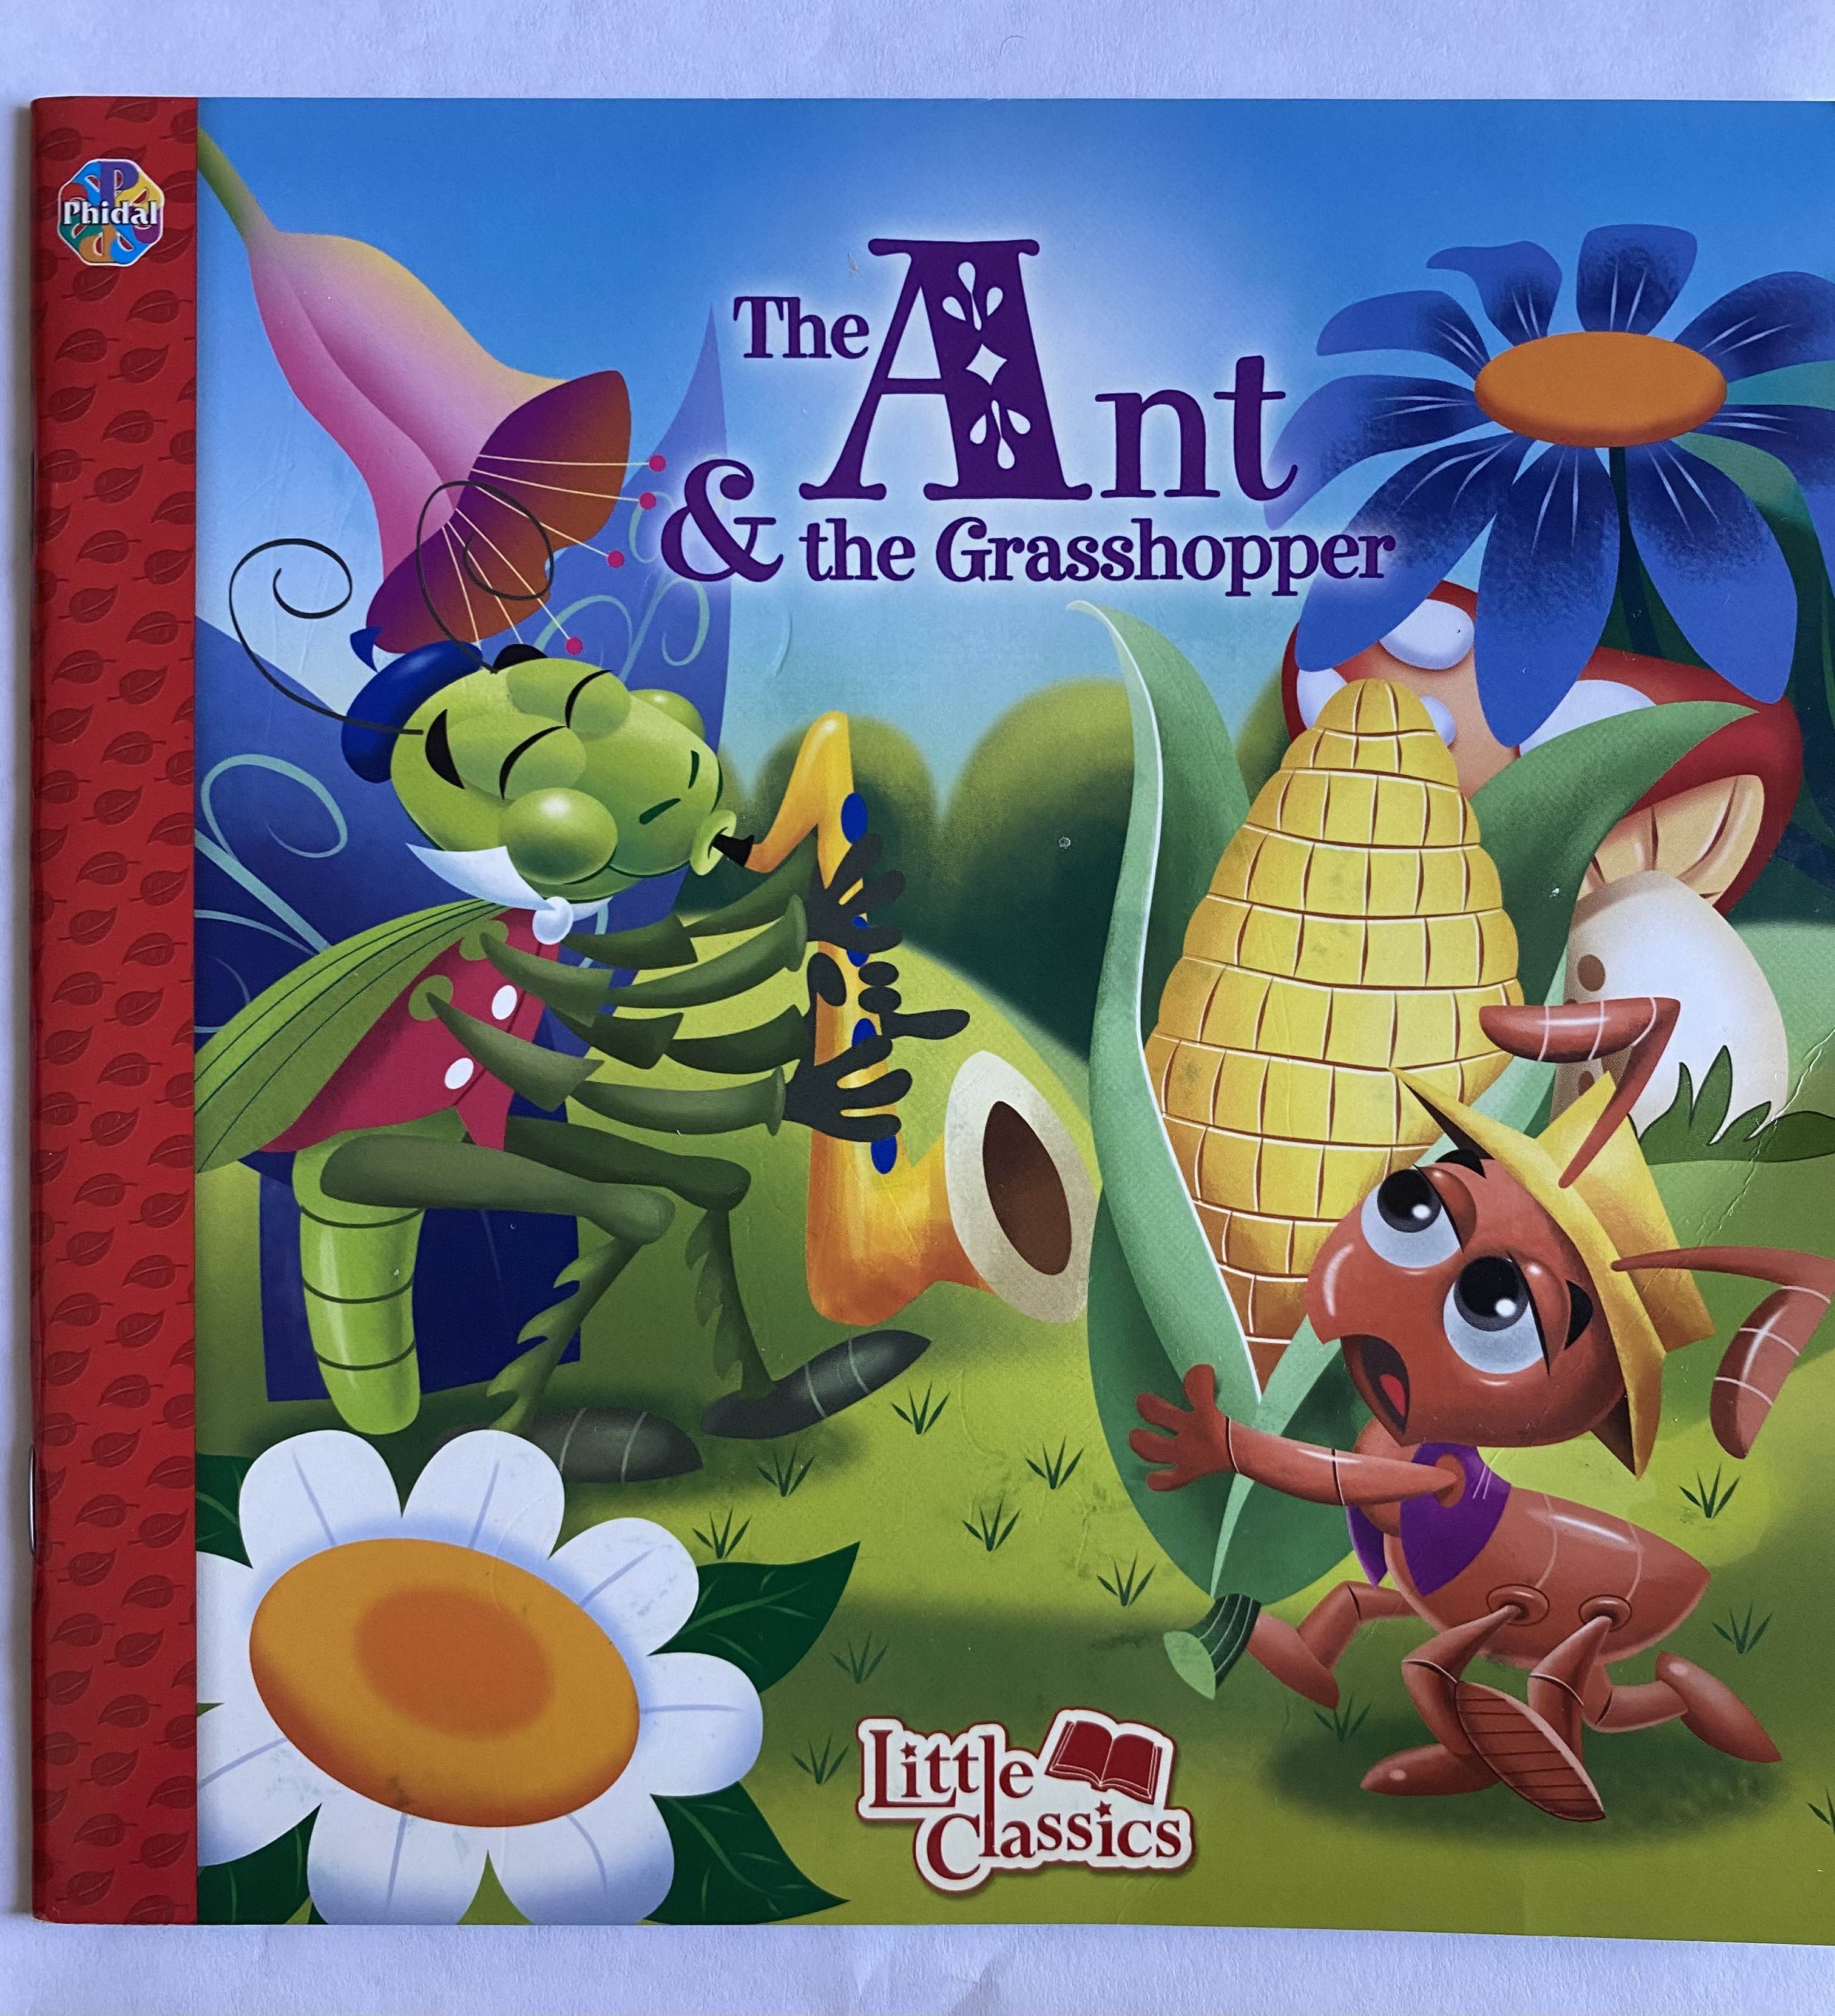 Phidal
The Ant
& the Grasshopper
Little
Classics